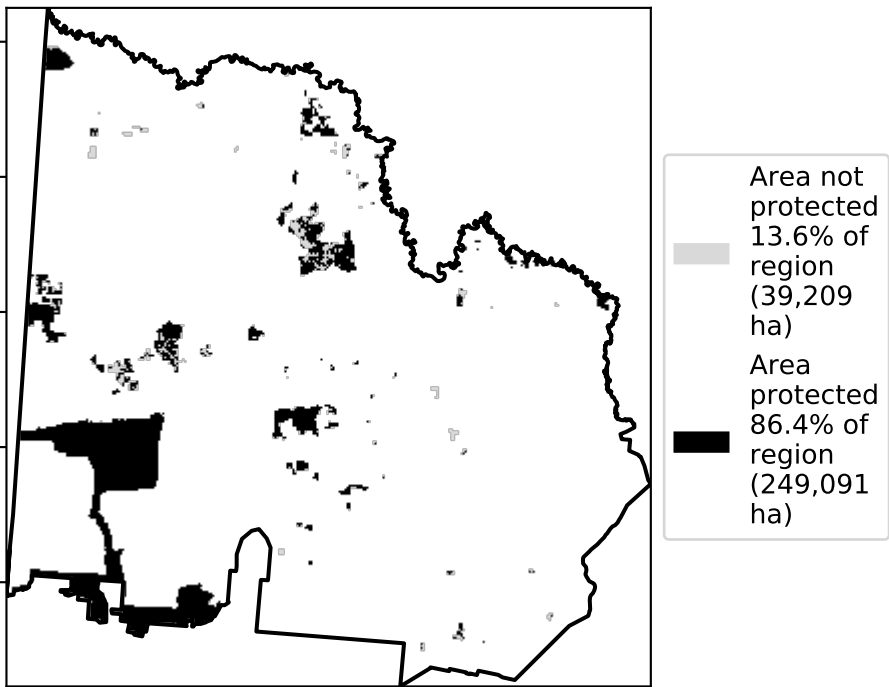 Area not
protected
13.6% of
region
(39,209
ha)
Area
protected
86.4% of
region
(249,091
ha)